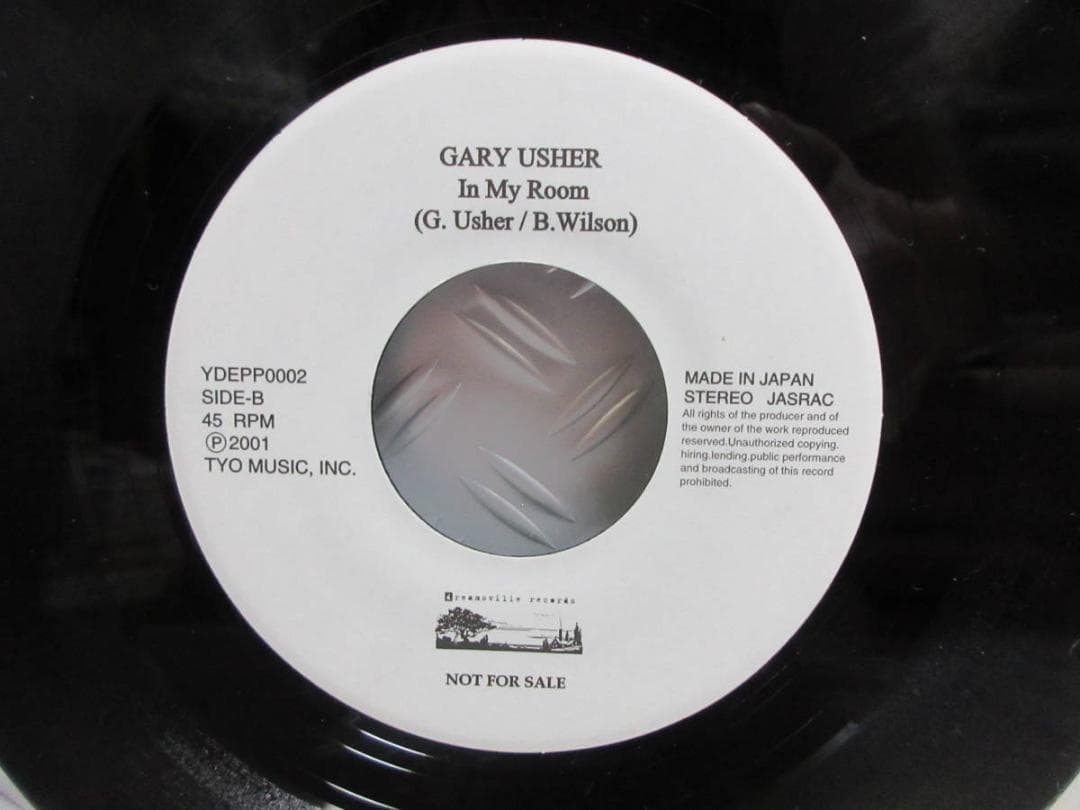 GARY USHER
In My Room
(G. Usher / B.Wilson)
YDEPP0002
SIDE-B
45 RPM
Ⓟ2001
TYO MUSIC, INC.
MADE IN JAPAN
STEREO JASRAC
All rights of the producer and of
the owner of the work reproduced
reserved.Unauthorized copying.
hiring.lending.public performance
and broadcasting of this record
prohibited.
dreamsville records
NOT FOR SALE